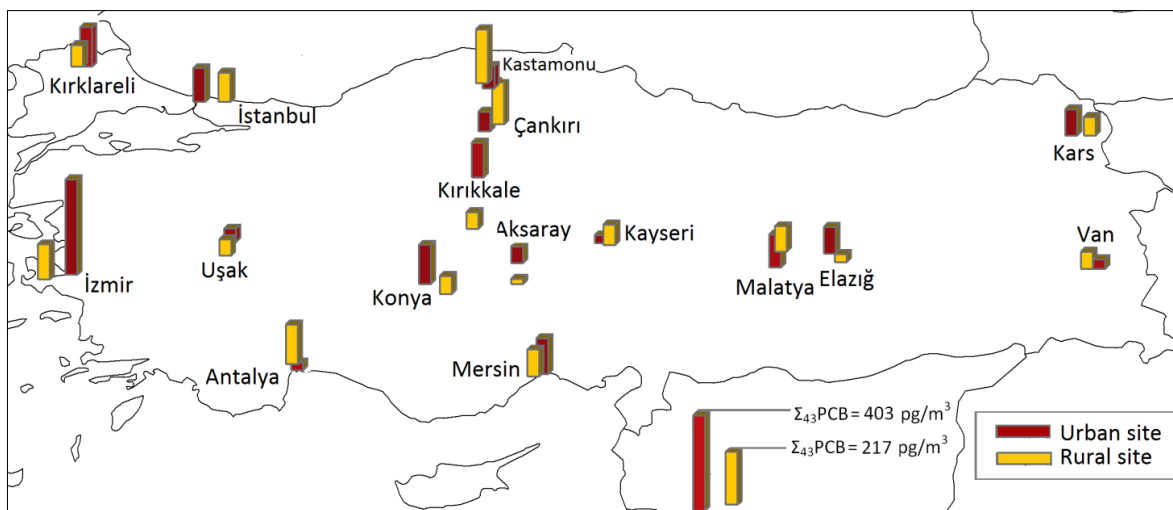 Kırklareli
İstanbul
Kastamonu
Çankırı
Kırıkkale
Kars
Aksaray
Kayseri
Van
Uşak
İzmir
Konya
Malatya
Elazığ
Antalya
Mersin
Σ₄₃PCB = 403 pg/m³
Σ₄₃PCB = 217 pg/m³
Urban site
Rural site